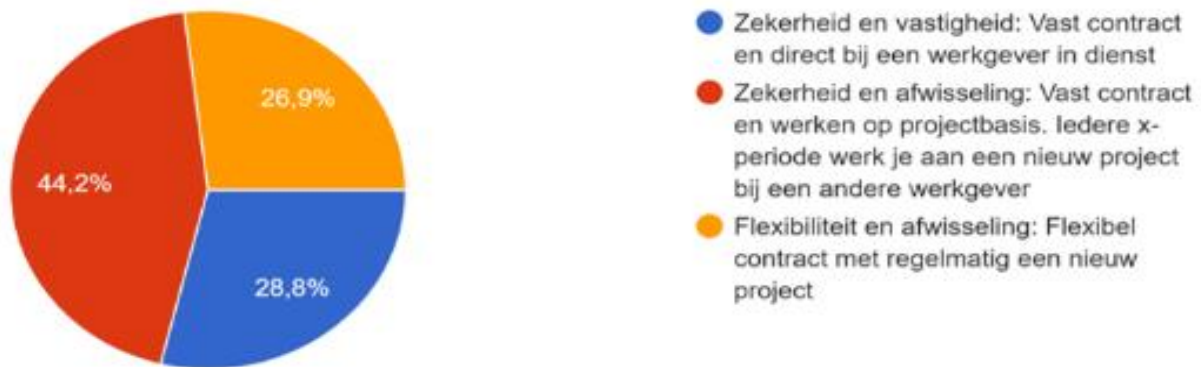 26,9%
44,2%
28,8%
Zekerheid en vastigheid: Vast contract
en direct bij een werkgever in dienst
Zekerheid en afwisseling: Vast contract
en werken op projectbasis. Iedere x-
periode werk je aan een nieuw project
bij een andere werkgever
Flexibiliteit en afwisseling: Flexibel
contract met regelmatig een nieuw
project